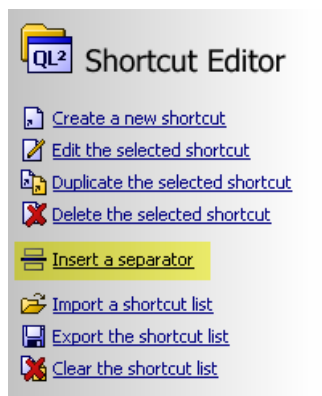 QL²
Shortcut Editor
Create a new shortcut
Edit the selected shortcut
Duplicate the selected shortcut
Delete the selected shortcut
Insert a separator
Import a shortcut list
Export the shortcut list
Clear the shortcut list